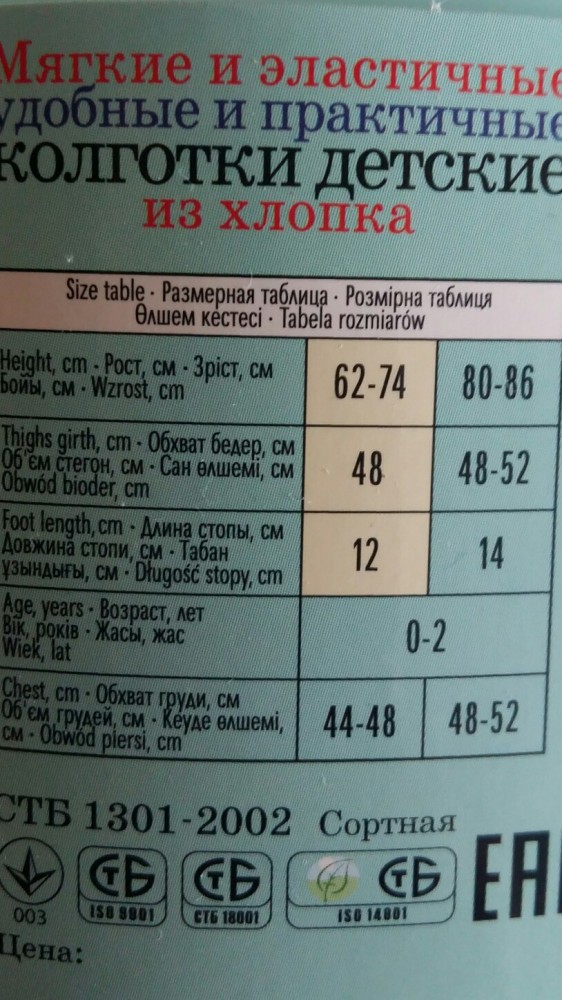 Мягкие и эластичные
удобные и практичные
колготки детские
из хлопка
Size table · Размерная таблица · Розмірна таблиця
Өлшем кестесі · Tabela rozmiarów
Height, cm · Рост, см · Зріст, см
Бойы, см · Wzrost, cm
62-74 80-86
Thighs girth, cm · Обхват бедер, см
Об'єм стегон, см · Сан өлшемі, см
Obwód bioder, cm
48 48-52
Foot length, cm · Длина стопы, см
Довжина стопи, см · Табан
ұзындығы, см · Długość stopy, cm
12 14
Age, years · Возраст, лет
Вік, років · Жасы, жас
Wiek, lat
0-2
Chest, cm · Обхват груди, см
Об'єм грудей, см · Кеуде өлшемі,
см · Obwód piersi, cm
44-48 48-52
СТБ 1301-2002 Сортная
003
СТБ
ISO 9001
СТБ
СТБ 18001
СТБ
ISO 14001
EAC
Цена: